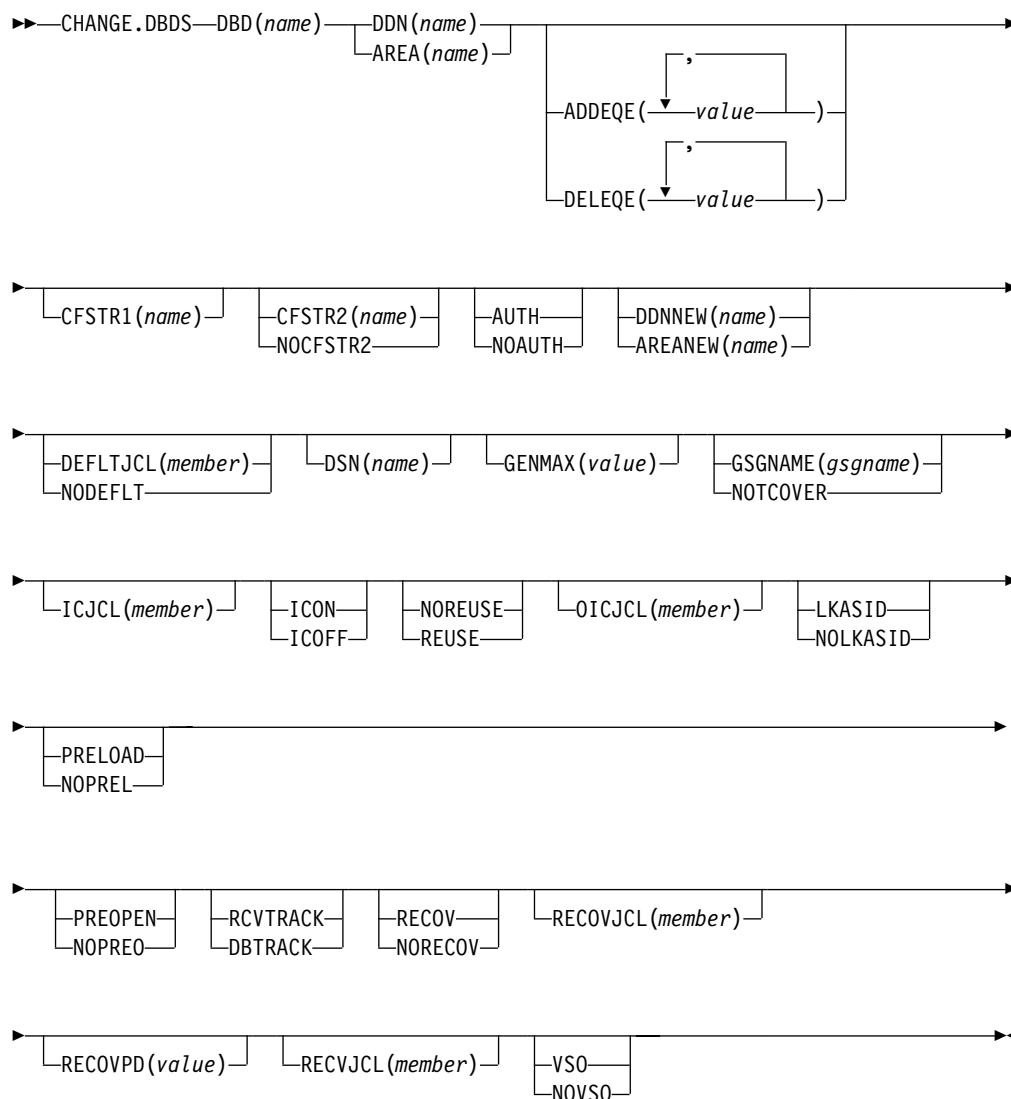 CHANGE.DBDS DBD(name) DDN(name)
AREA(name)
,
ADDEQE( value )
,
DELEQE( value )
CFSTR1(name) CFSTR2(name) AUTH DDNNEW(name)
NOCFSTR2 NOAUTH AREANEW(name)
DEFLTJCL(member) DSN(name) GENMAX(value) GSGNAME(gsgname)
NODEFLT NOTCOVER
ICJCL(member) ICON NOREUSE OICJCL(member) LKASID
ICOFF REUSE NOLKASID
PRELOAD
NOPREL
PREOPEN RCVTRACK RECOV RECOVJCL(member)
NOPREO DBTRACK NORECOV
RECOVPD(value) RECVJCL(member) VSO
NOVSO